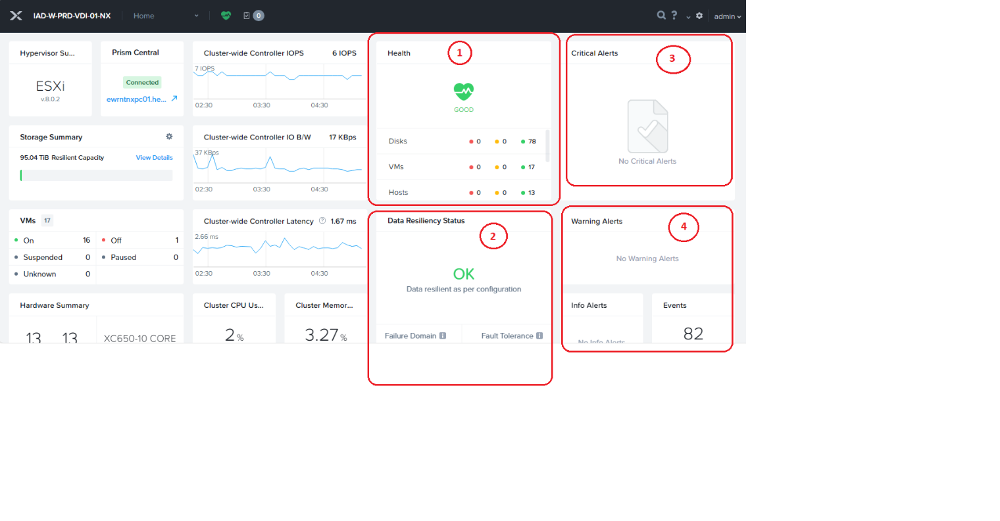 IAD-W-PRD-VDI-01-NX Home 0 ? admin
Hypervisor Su...
ESXi
v.8.0.2
Prism Central
Connected
ewrntnxpc01.he...
Storage Summary
95.04 TiB Resilient Capacity View Details
VMs 17
On 16 Off 1
Suspended 0 Paused 0
Unknown 0
Hardware Summary
13 13 XC650-10 CORE
Cluster-wide Controller IOPS 6 IOPS
7 IOPS
02:30 03:30 04:30
Cluster-wide Controller IO B/W 17 KBps
37 KBps
02:30 03:30 04:30
Cluster-wide Controller Latency ? 1.67 ms
2.66 ms
02:30 03:30 04:30
Cluster CPU Us...
2 %
Cluster Memor...
3.27 %
Health 1
GOOD
Disks 0 0 78
VMs 0 0 17
Hosts 0 0 13
Data Resiliency Status
2
OK
Data resilient as per configuration
Failure Domain i Fault Tolerance i
Critical Alerts 3
No Critical Alerts
Warning Alerts 4
No Warning Alerts
Info Alerts
No Info Alerts
Events
82